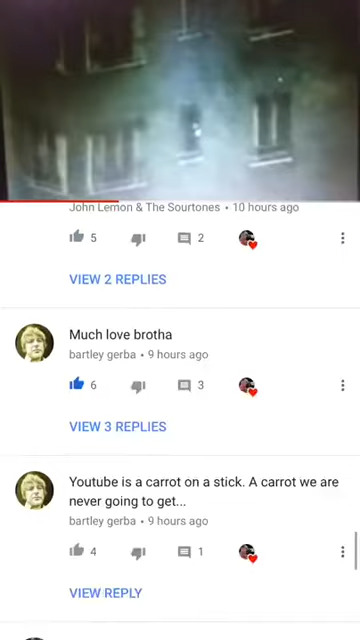 John Lemon & The Sourtones • 10 hours ago
5 2
VIEW 2 REPLIES
Much love brotha
bartley gerba • 9 hours ago
6 3
VIEW 3 REPLIES
Youtube is a carrot on a stick. A carrot we are
never going to get...
bartley gerba • 9 hours ago
4 1
VIEW REPLY